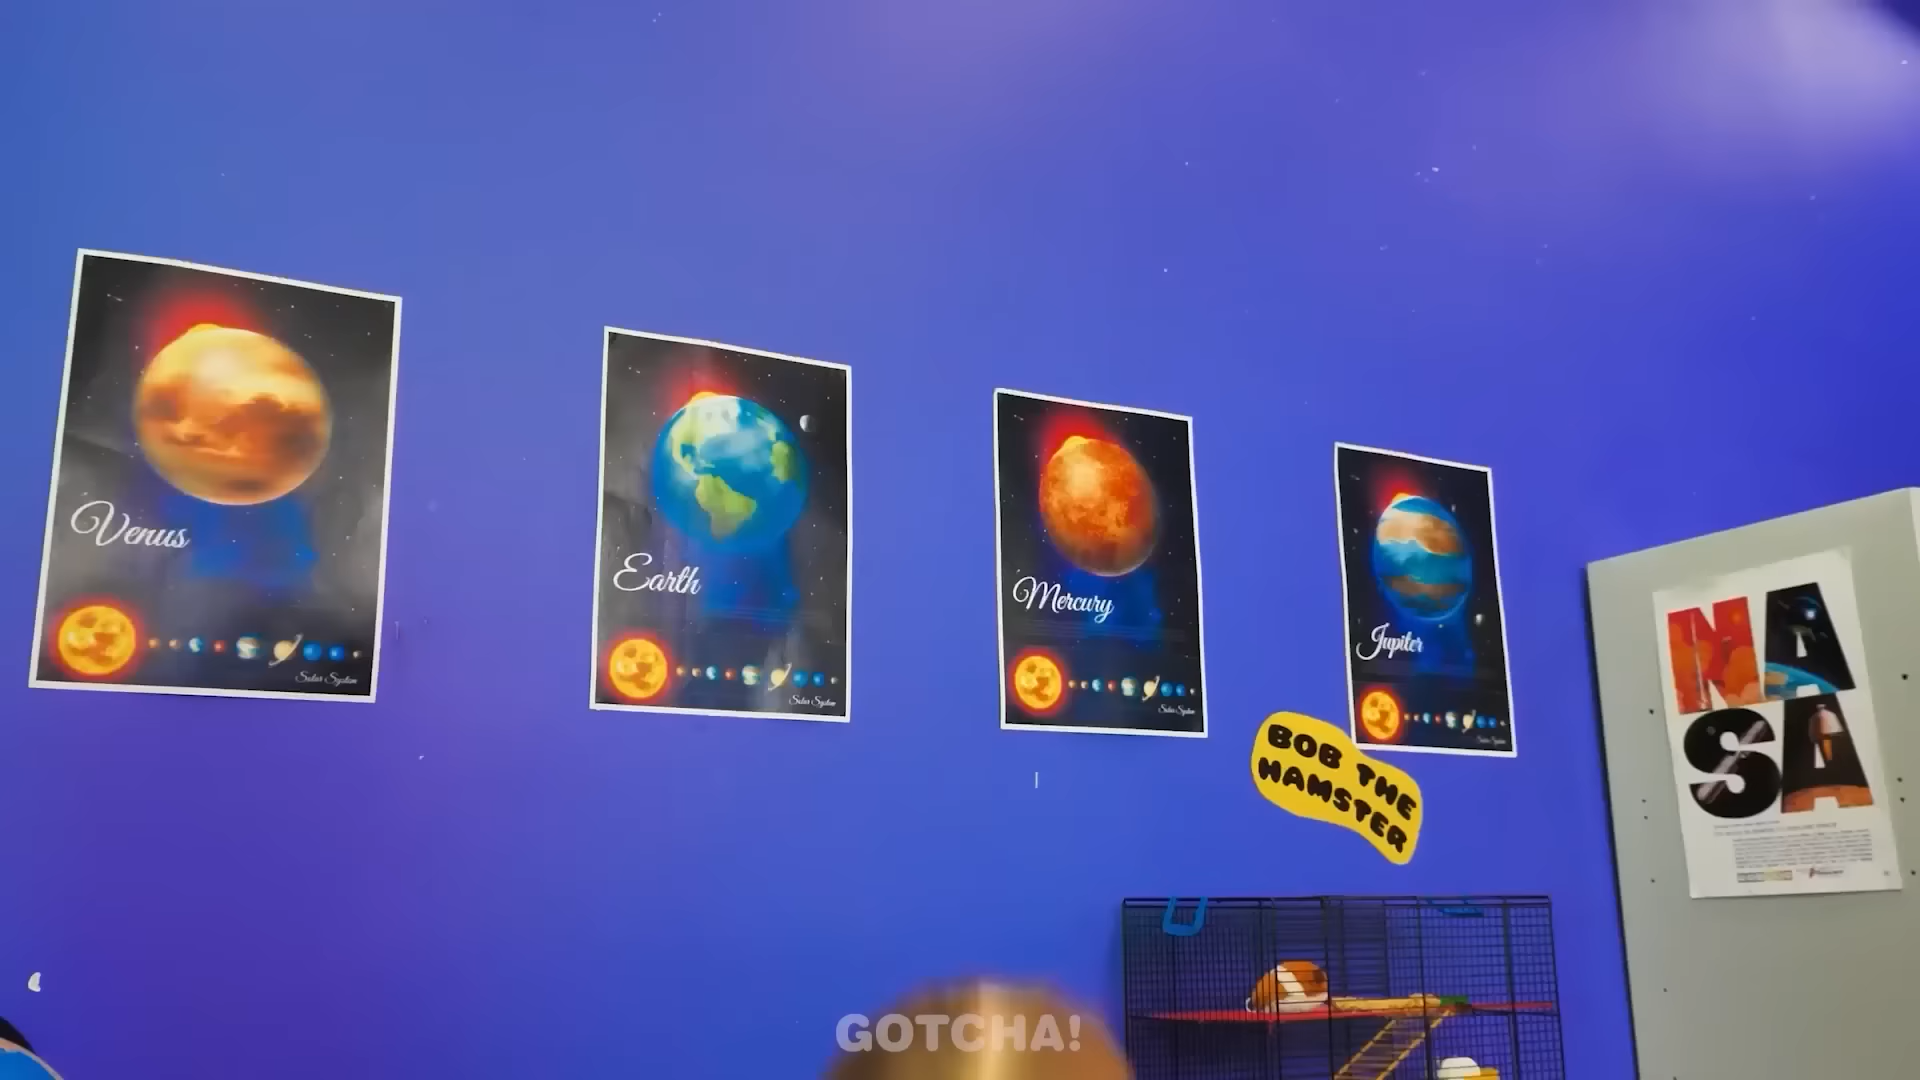 Venus
Solar System
Earth
Solar System
Mercury
Solar System
Jupiter
Solar System
BOB THE
HAMSTER
NA
SA
GOTCHA!